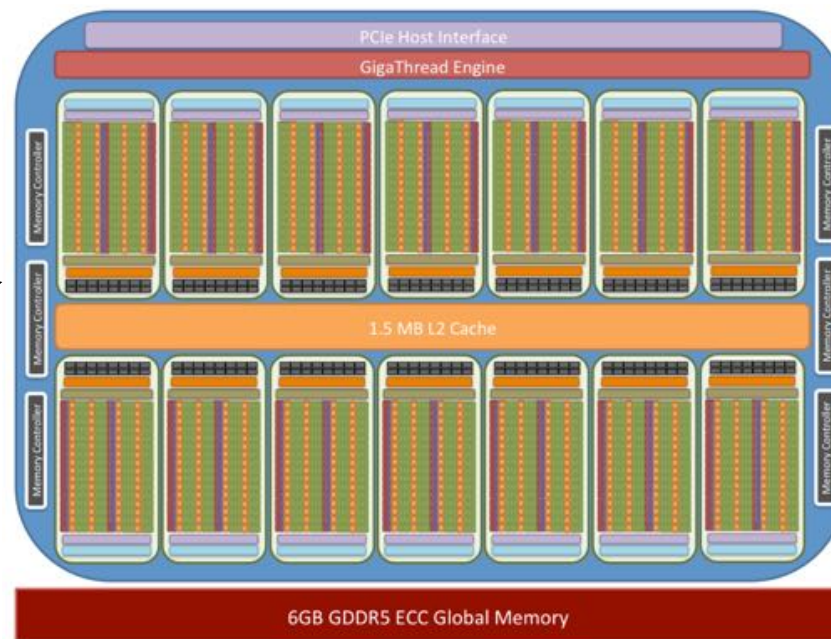 PCIe Host Interface
GigaThread Engine
Memory Controller
Memory Controller
Memory Controller
Memory Controller
1.5 MB L2 Cache
Memory Controller
Memory Controller
6GB GDDR5 ECC Global Memory